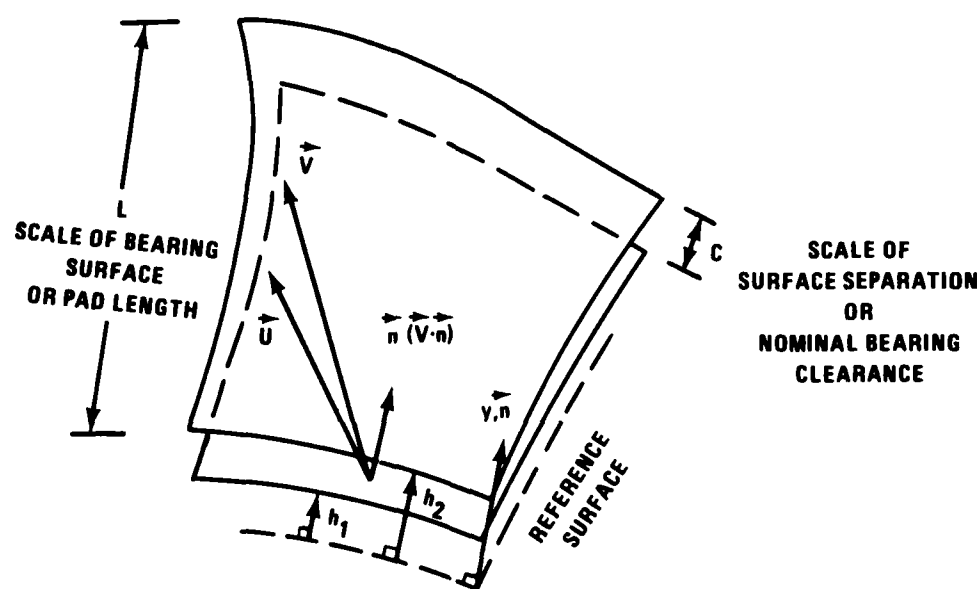 L
SCALE OF BEARING
SURFACE
OR PAD LENGTH
V
U
n (V·n)
y,n
h1
h2
C
SCALE OF
SURFACE SEPARATION
OR
NOMINAL BEARING
CLEARANCE
REFERENCE
SURFACE